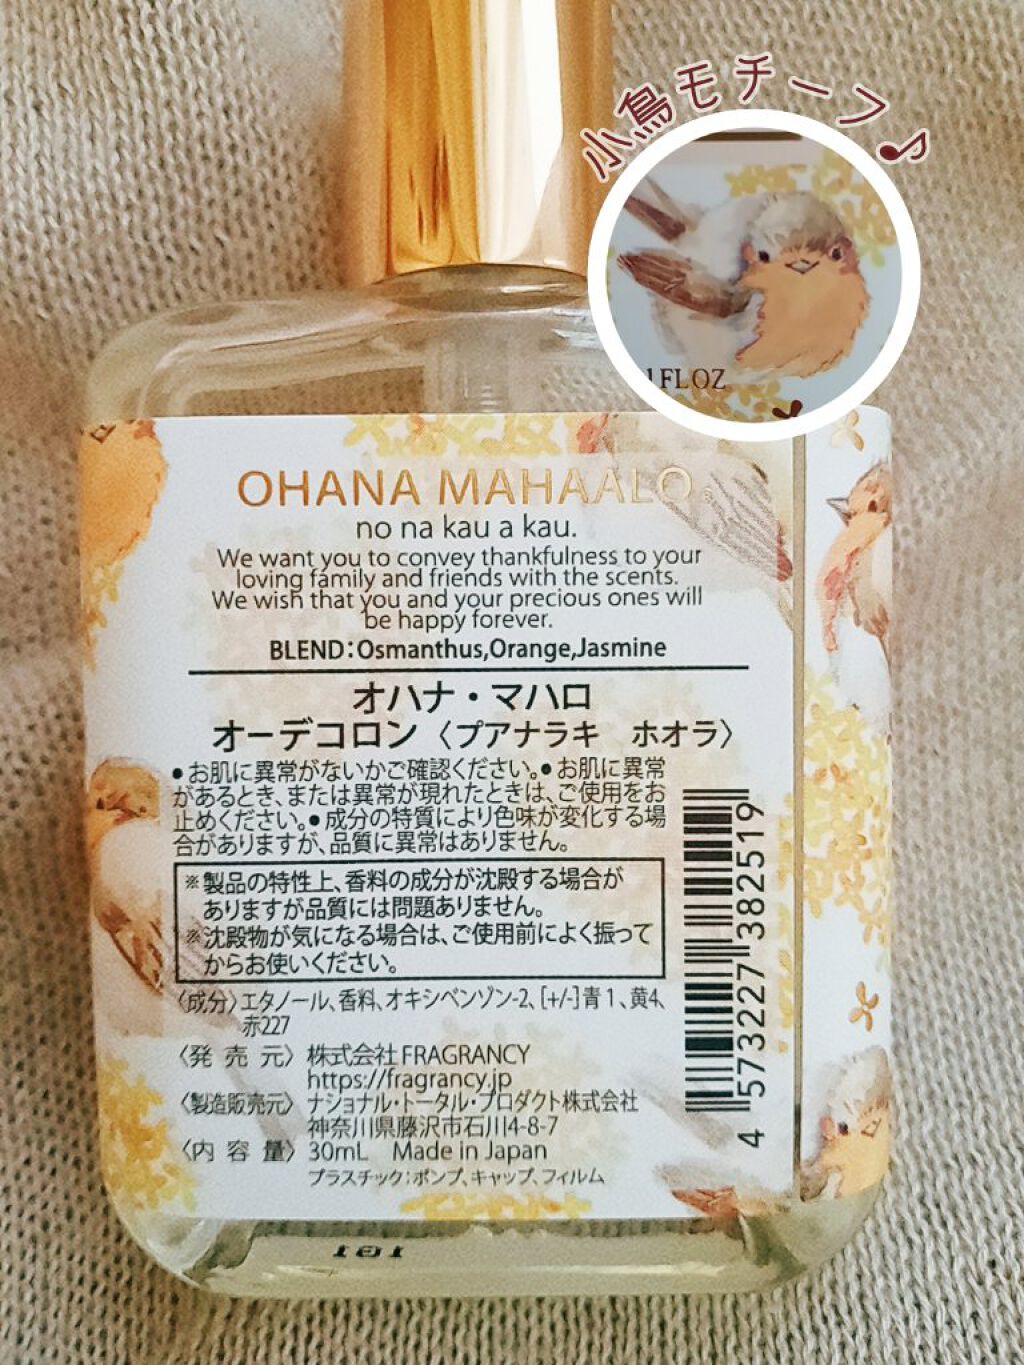 小鳥モチーフ♪
1FLOZ
OHANA MAHAALO®
no na kau a kau.
We want you to convey thankfulness to your
loving family and friends with the scents.
We wish that you and your precious ones will
be happy forever.
BLEND:Osmanthus,Orange,Jasmine
オハナ・マハロ
オーデコロン〈プアナラキ　ホオラ〉
●お肌に異常がないかご確認ください。●お肌に異常
があるとき、または異常が現れたときは、ご使用をお
止めください。●成分の特質により色味が変化する場
合がありますが、品質に異常はありません。
※製品の特性上、香料の成分が沈殿する場合が
ありますが品質には問題ありません。
※沈殿物が気になる場合は、ご使用前によく振って
からお使いください。
〈成分〉エタノール、香料、オキシベンゾン-2、[+/-]青1、黄4、
赤227
〈発売元〉株式会社FRAGRANCY
https://fragrancy.jp
〈製造販売元〉ナショナル・トータル・プロダクト株式会社
神奈川県藤沢市石川4-8-7
〈内容量〉30mL　Made in Japan
プラスチック:ポンプ、キャップ、フィルム
4 573227 382519